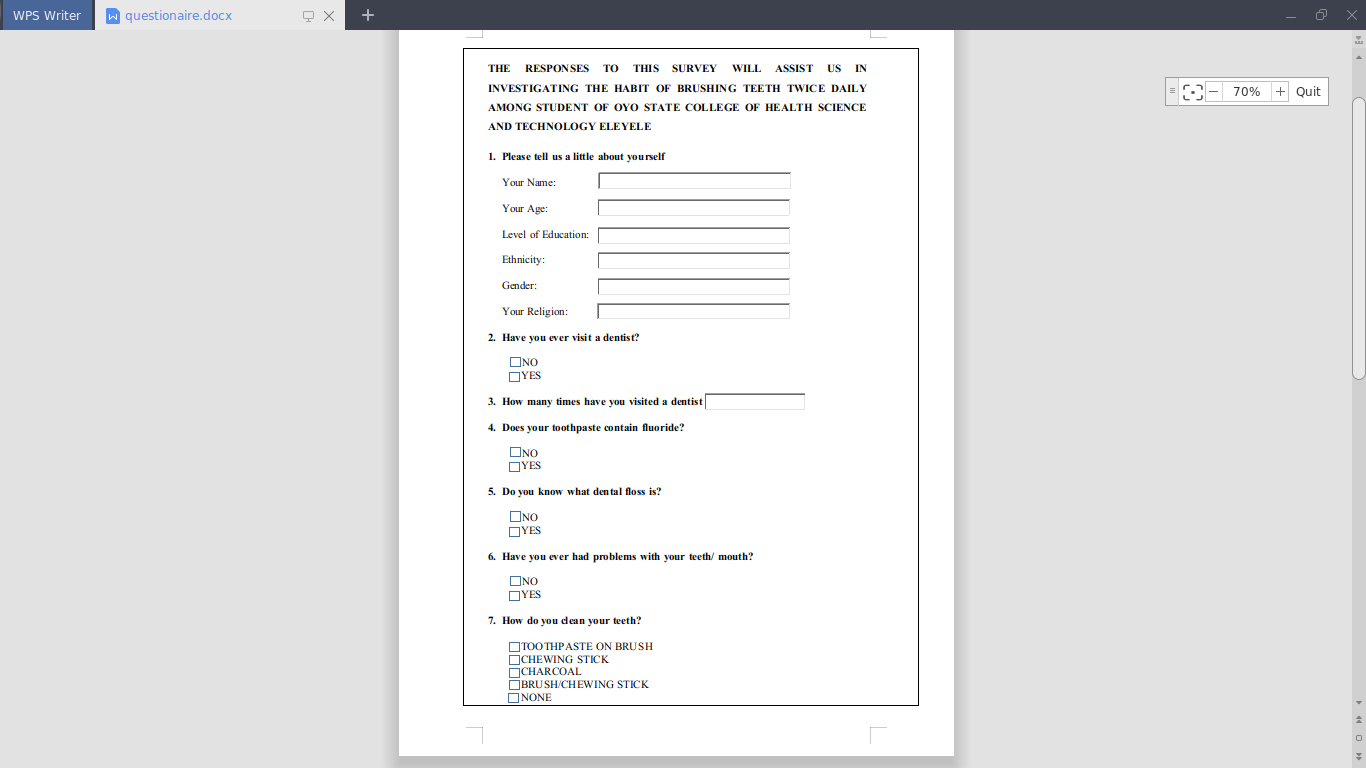 WPS Writer
questionaire.docx
70%
Quit
THE RESPONSES TO THIS SURVEY WILL ASSIST US IN
INVESTIGATING THE HABIT OF BRUSHING TEETH TWICE DAILY
AMONG STUDENT OF OYO STATE COLLEGE OF HEALTH SCIENCE
AND TECHNOLOGY ELEYELE
1. Please tell us a little about yourself
Your Name:
Your Age:
Level of Education:
Ethnicity:
Gender:
Your Religion:
2. Have you ever visit a dentist?
NO
YES
3. How many times have you visited a dentist
4. Does your toothpaste contain fluoride?
NO
YES
5. Do you know what dental floss is?
NO
YES
6. Have you ever had problems with your teeth/ mouth?
NO
YES
7. How do you clean your teeth?
TOOTHPASTE ON BRUSH
CHEWING STICK
CHARCOAL
BRUSH/CHEWING STICK
NONE